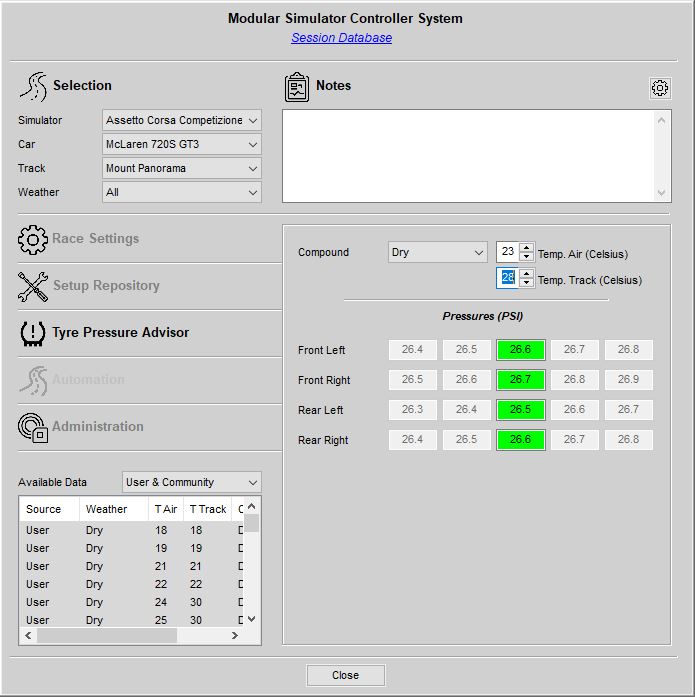 Modular Simulator Controller System
Session Database
Selection
Notes
Simulator
Assetto Corsa Competizione
Car
McLaren 720S GT3
Track
Mount Panorama
Weather
All
Race Settings
Setup Repository
Tyre Pressure Advisor
Automation
Administration
Compound Dry 23 Temp. Air (Celsius)
28 Temp. Track (Celsius)
Pressures (PSI)
Front Left 26.4 26.5 26.6 26.7 26.8
Front Right 26.5 26.6 26.7 26.8 26.9
Rear Left 26.3 26.4 26.5 26.6 26.7
Rear Right 26.4 26.5 26.6 26.7 26.8
Available Data User & Community
Source Weather T Air T Track
User Dry 18 18
User Dry 19 19
User Dry 21 21
User Dry 22 22
User Dry 24 30
User Dry 25 30
Close